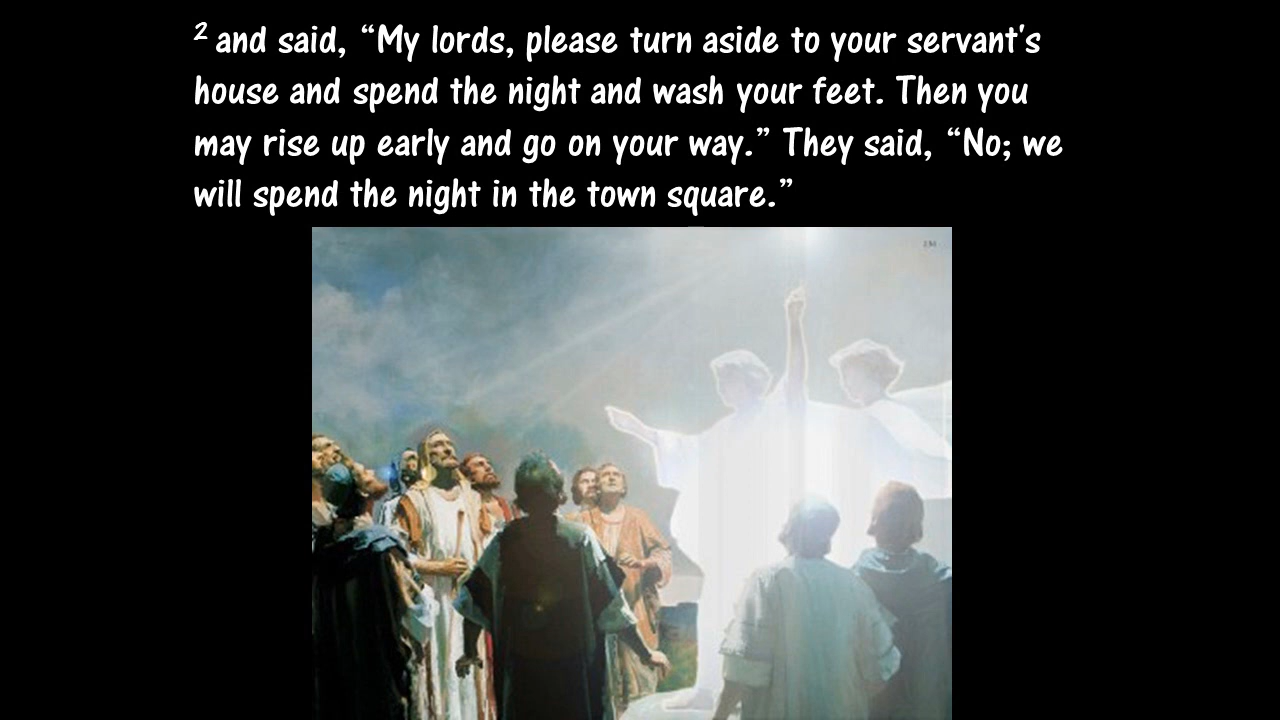 2 and said, “My lords, please turn aside to your servant's
house and spend the night and wash your feet. Then you
may rise up early and go on your way.” They said, “No; we
will spend the night in the town square.”